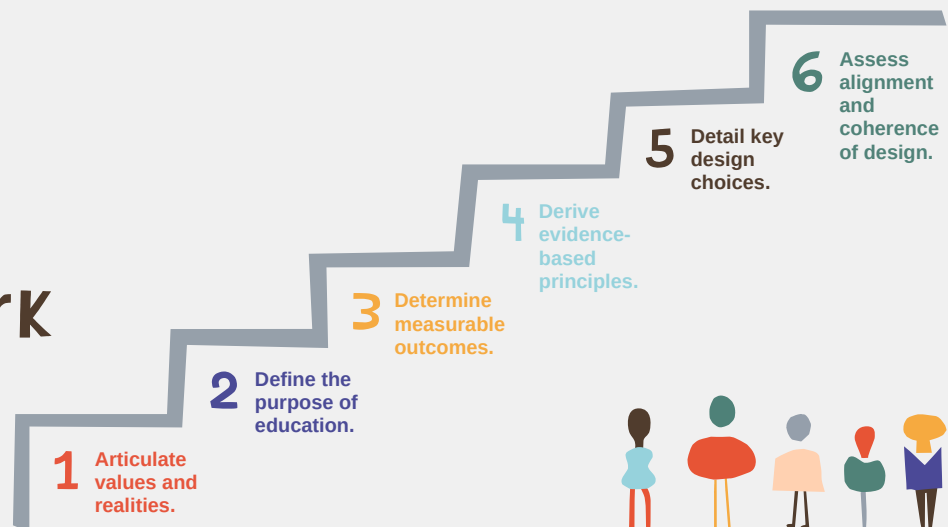 6 Assess
alignment
and
coherence
of design.
5 Detail key
design
choices.
4 Derive
evidence-
based
principles.
rk
3 Determine
measurable
outcomes.
2 Define the
purpose of
education.
1 Articulate
values and
realities.